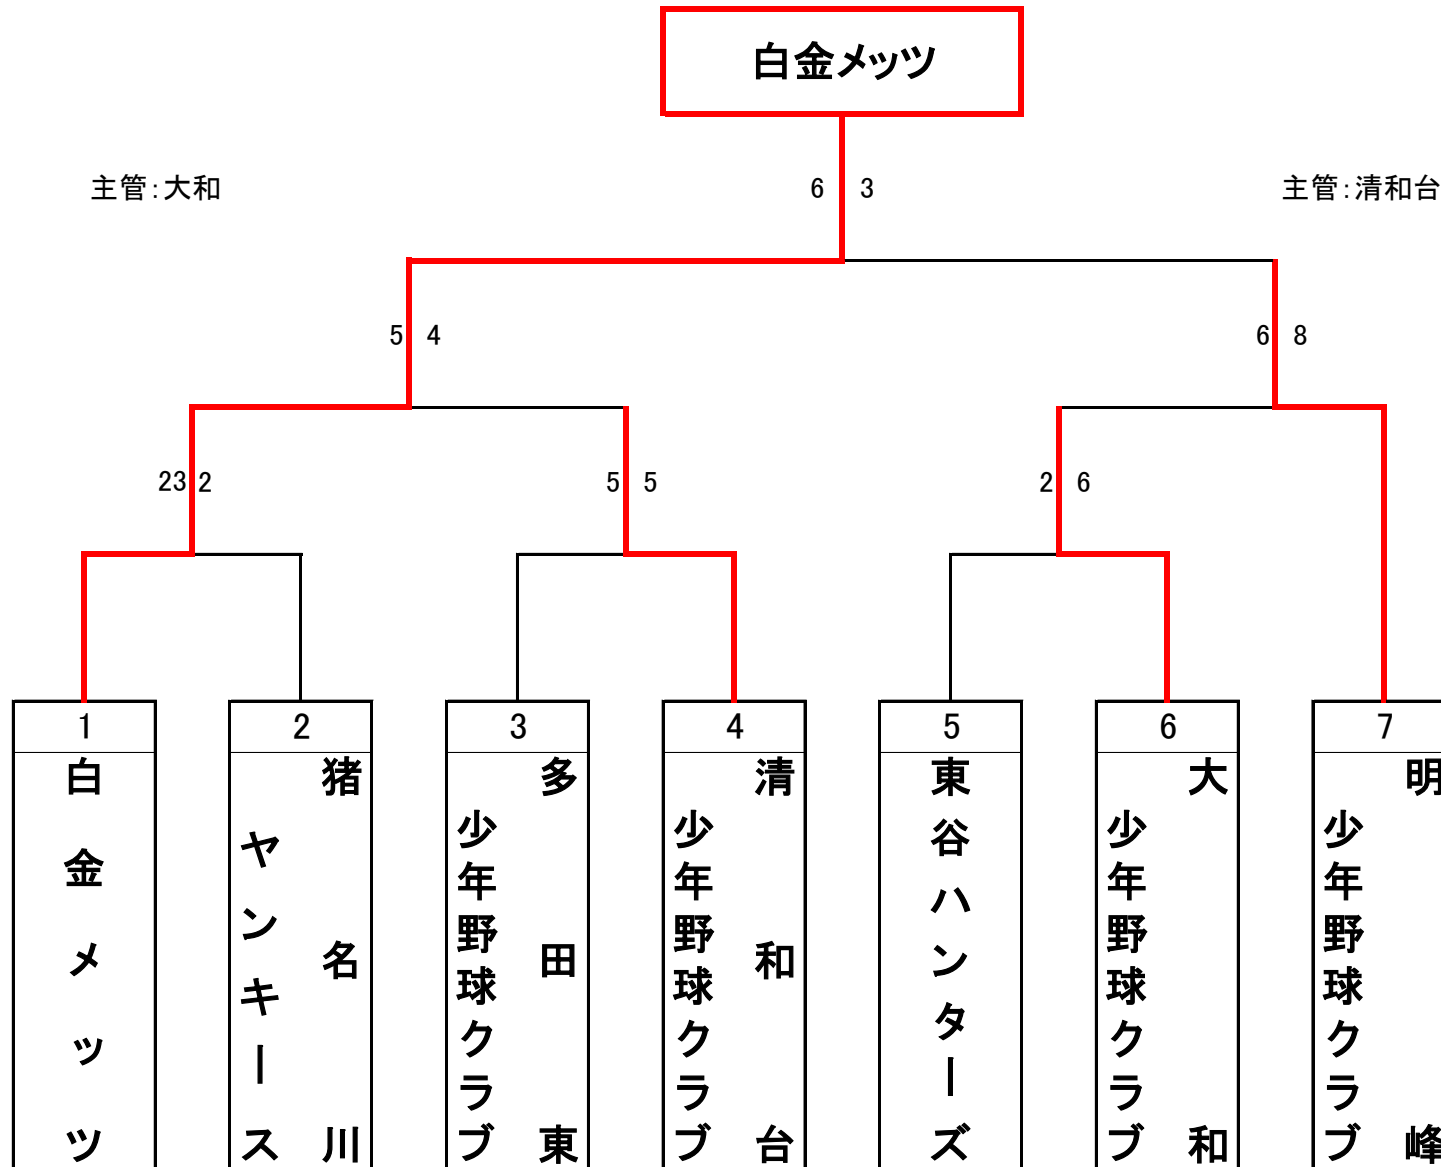 白金メッツ
主管:大和
6 3
主管:清和台
5 4
6 8
23 2
5 5
2 6
1
2
3
4
5
6
7
白金メッツ
猪名川
ヤンキース
多田東
少年野球クラブ
清和台
少年野球クラブ
東谷ハンターズ
大和
少年野球クラブ
明峰
少年野球クラブ